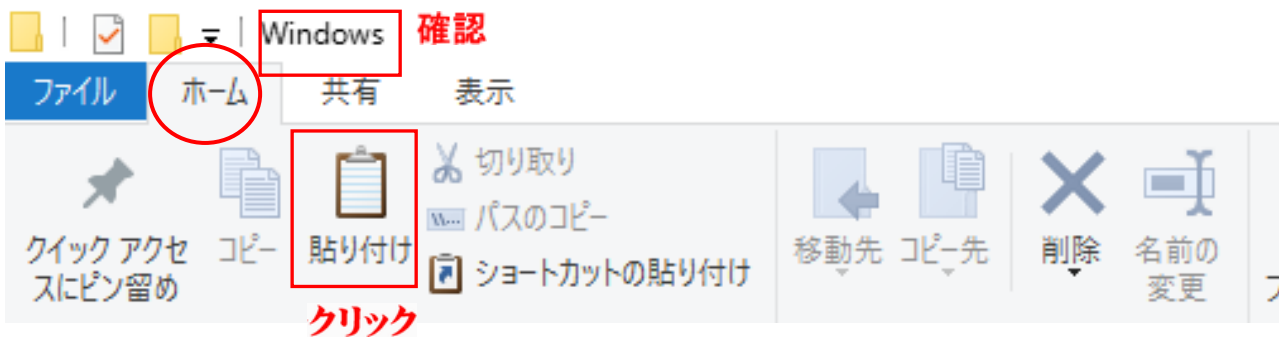 Windows 確認
ファイル ホーム 共有 表示
クイック アクセ
スにピン留め
コピー
貼り付け
切り取り
パスのコピー
ショートカットの貼り付け
移動先
コピー先
削除
名前の
変更
クリック